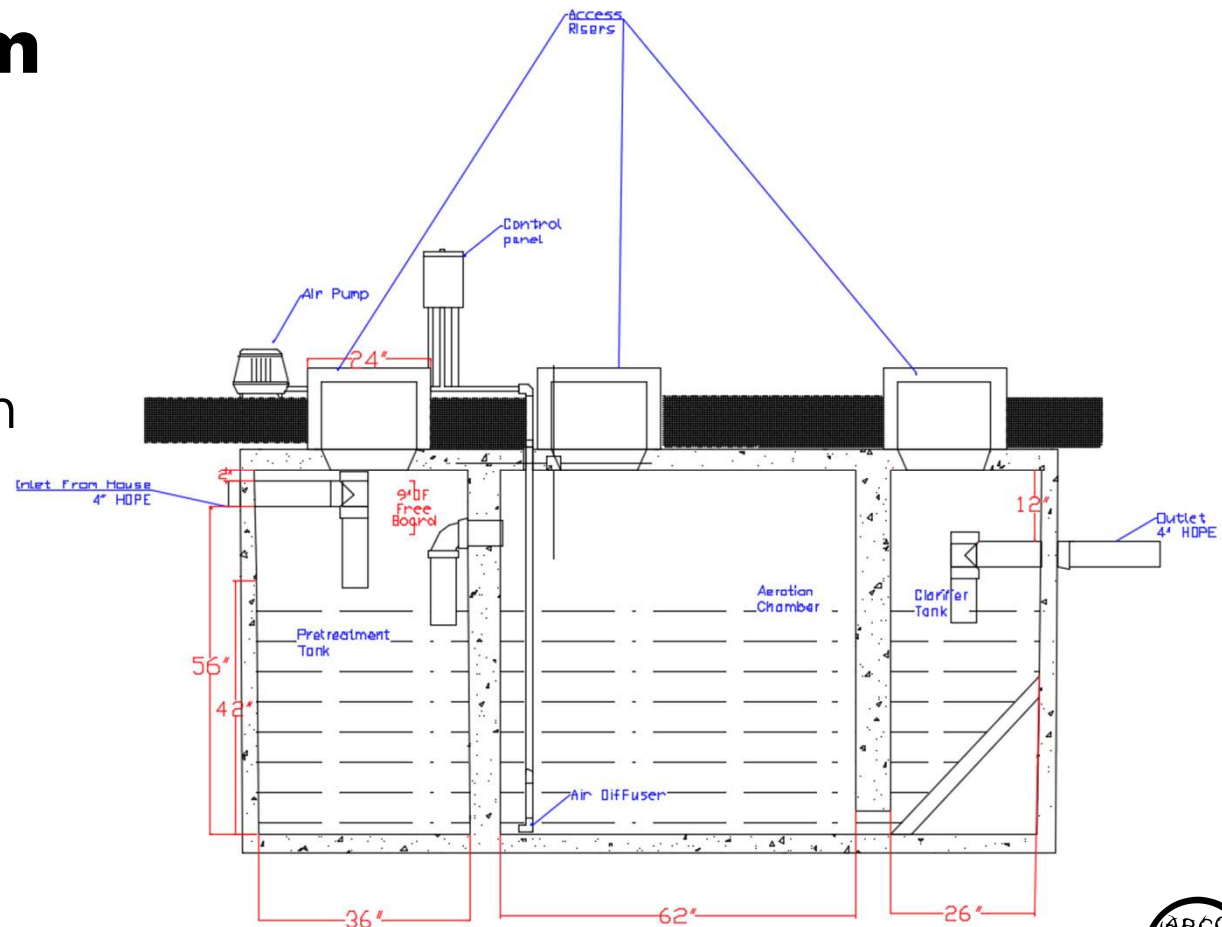 m
n
Access
Risers
Control
panel
Air Pump
24"
2"
Inlet From House
4" HDPE
9" OF
Free
Board
12"
Outlet
4" HDPE
Aeration
Chamber
Clarifier
Tank
Pretreatment
Tank
56"
42"
Air Diffuser
36"
62"
26"